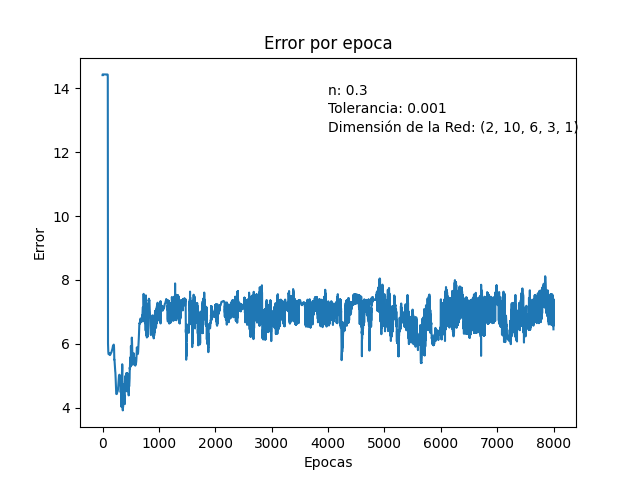 Error por epoca
n: 0.3
Tolerancia: 0.001
Dimensión de la Red: (2, 10, 6, 3, 1)
14
12
10
8
6
4
Error
0 1000 2000 3000 4000 5000 6000 7000 8000
Epocas